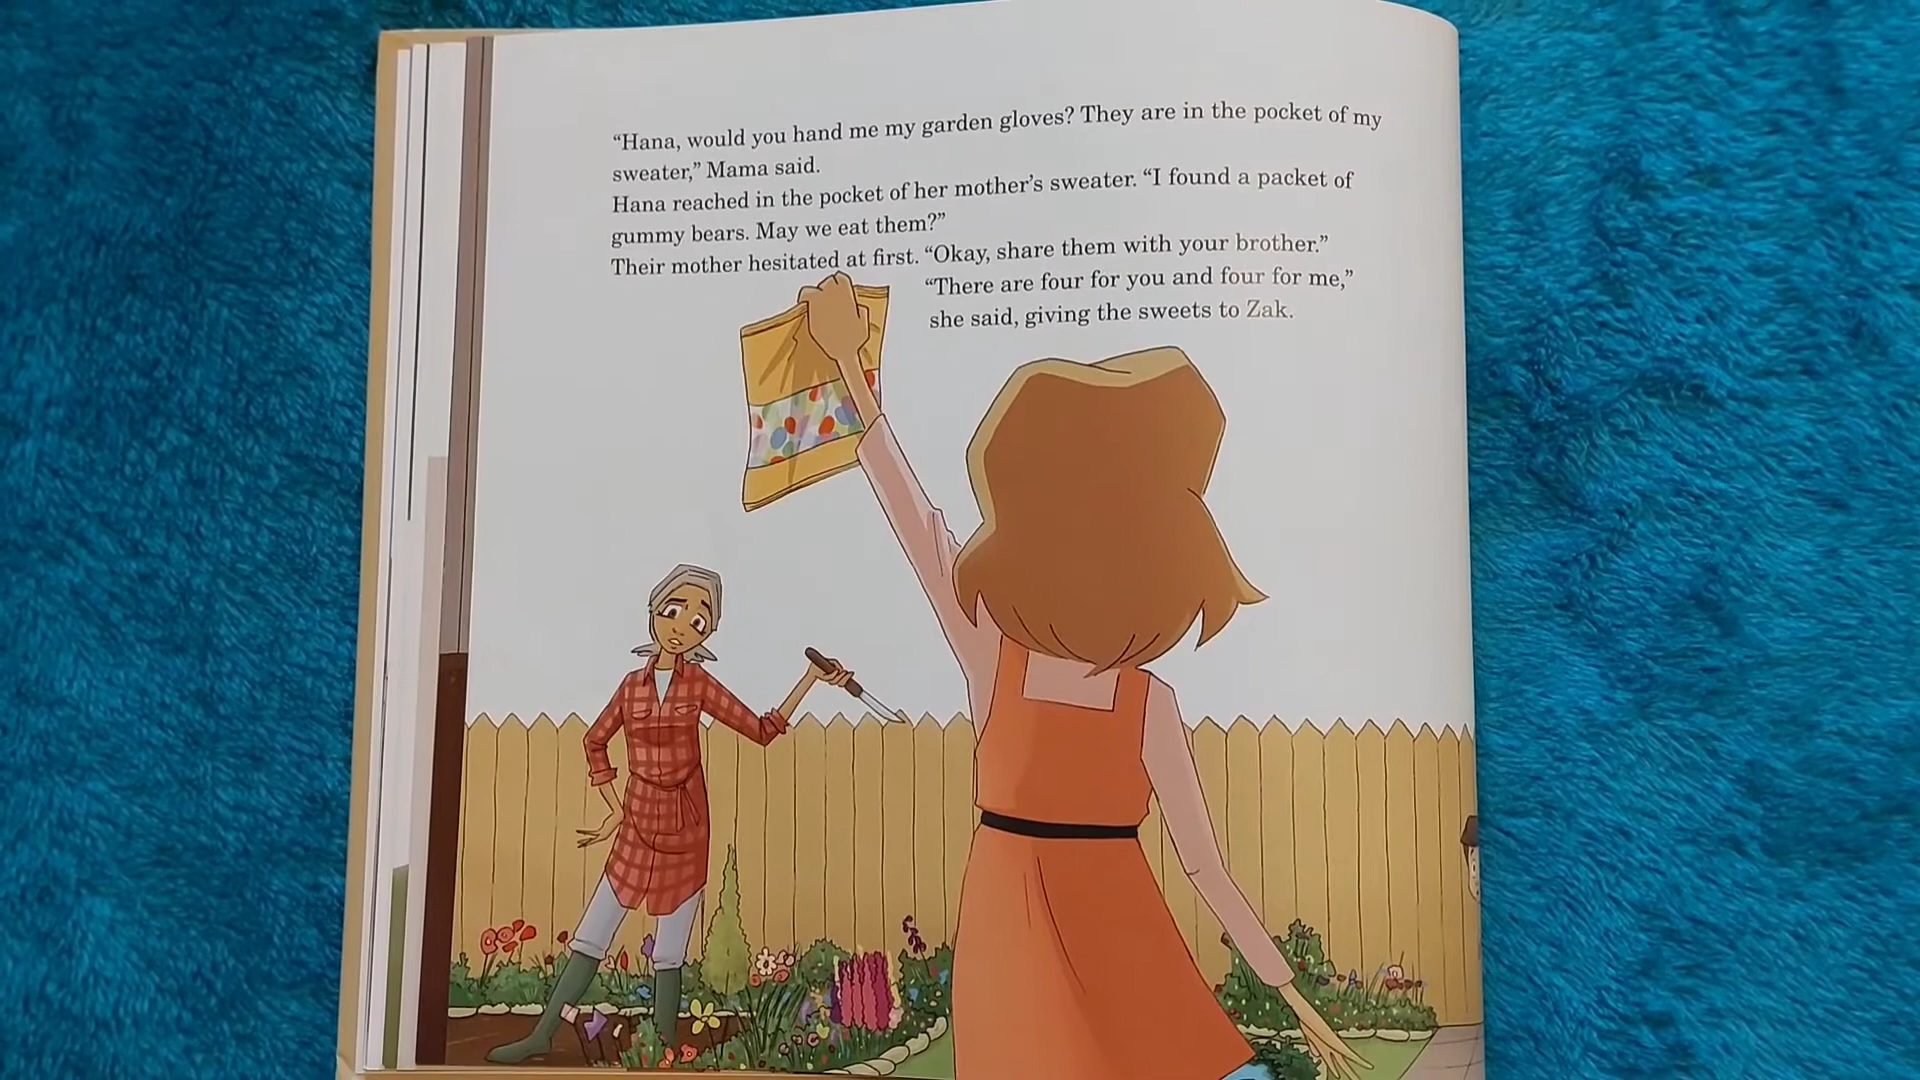 “Hana, would you hand me my garden gloves? They are in the pocket of my
sweater,” Mama said.
Hana reached in the pocket of her mother’s sweater. “I found a packet of
gummy bears. May we eat them?”
Their mother hesitated at first. “Okay, share them with your brother.”
“There are four for you and four for me,”
she said, giving the sweets to Zak.